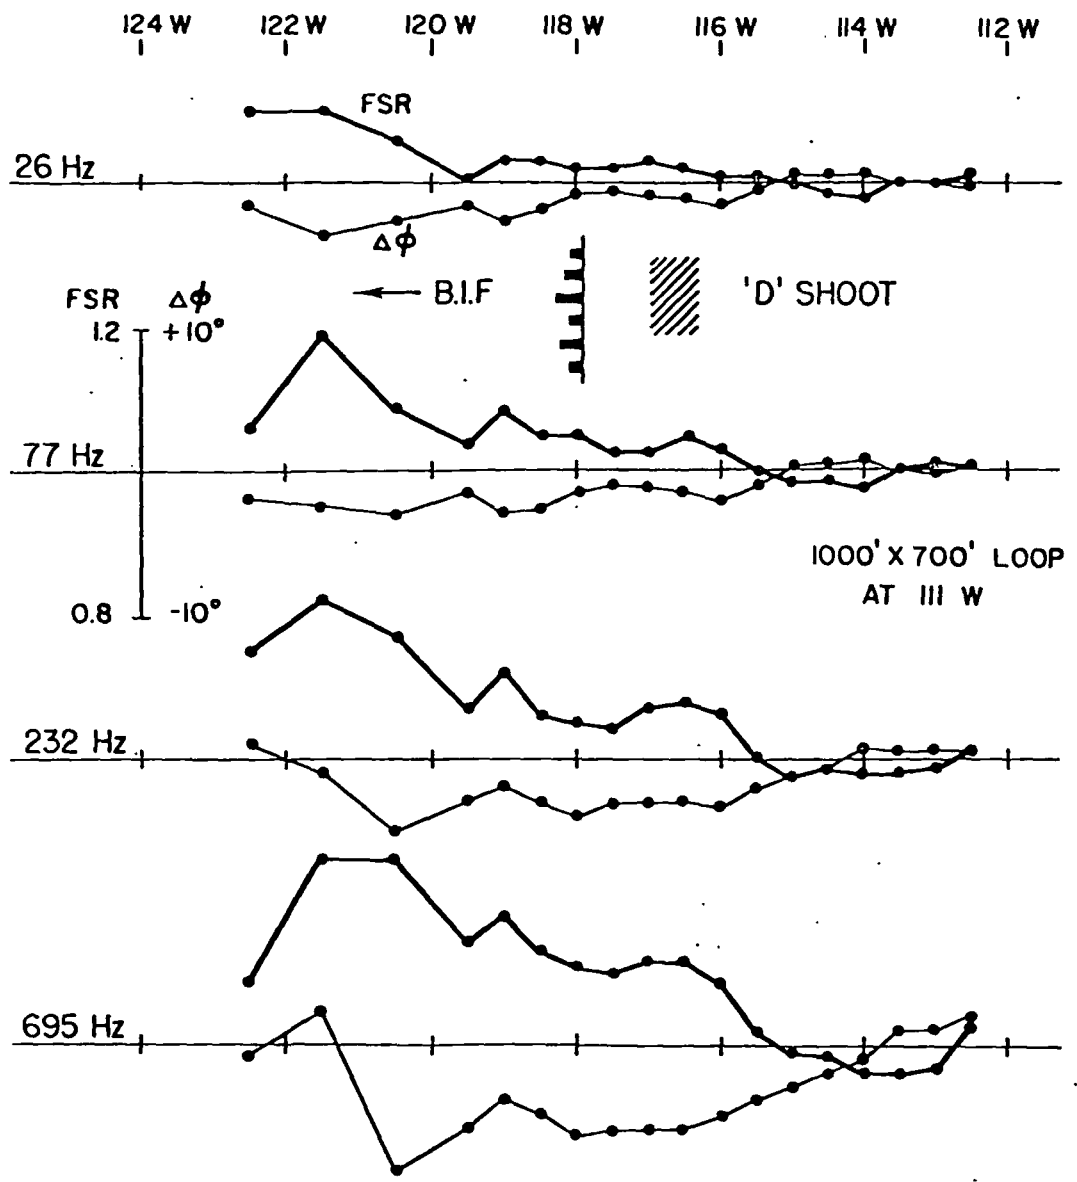 124 W 122 W 120 W 118 W 116 W 114 W 112 W
FSR
26 Hz
Δϕ
B.I.F 'D' SHOOT
FSR Δϕ
1.2 +10°
77 Hz
1000' X 700' LOOP
AT 111 W
0.8 -10°
232 Hz
695 Hz